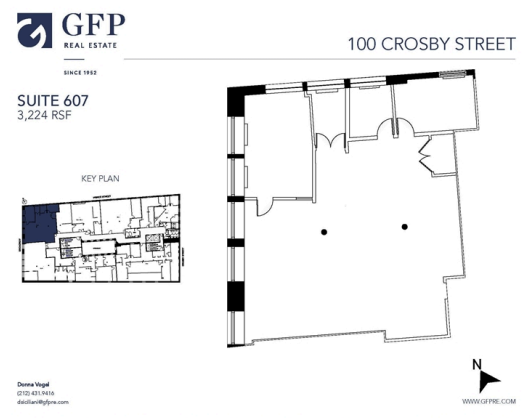 GFP
REAL ESTATE
SINCE 1952
100 CROSBY STREET
SUITE 607
3,224 RSF
KEY PLAN
N
Donna Vogel
(212) 431.9416
dsiciliani@gfpre.com
WWW.GFPRE.COM